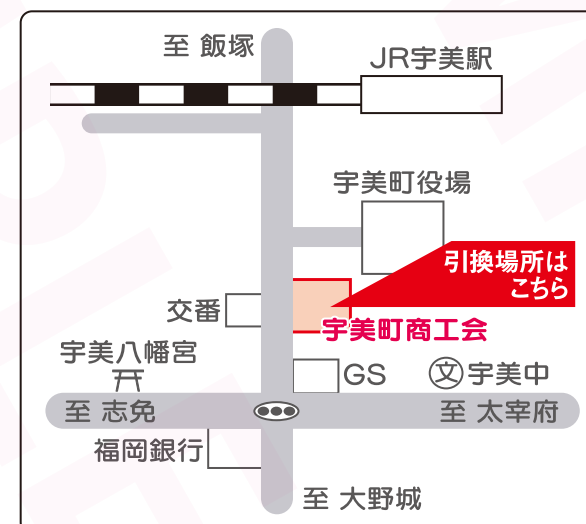 至 飯塚
JR宇美駅
宇美町役場
引換場所は
こちら
交番
宇美町商工会
宇美八幡宮
GS
文 宇美中
至 志免
至 太宰府
福岡銀行
至 大野城